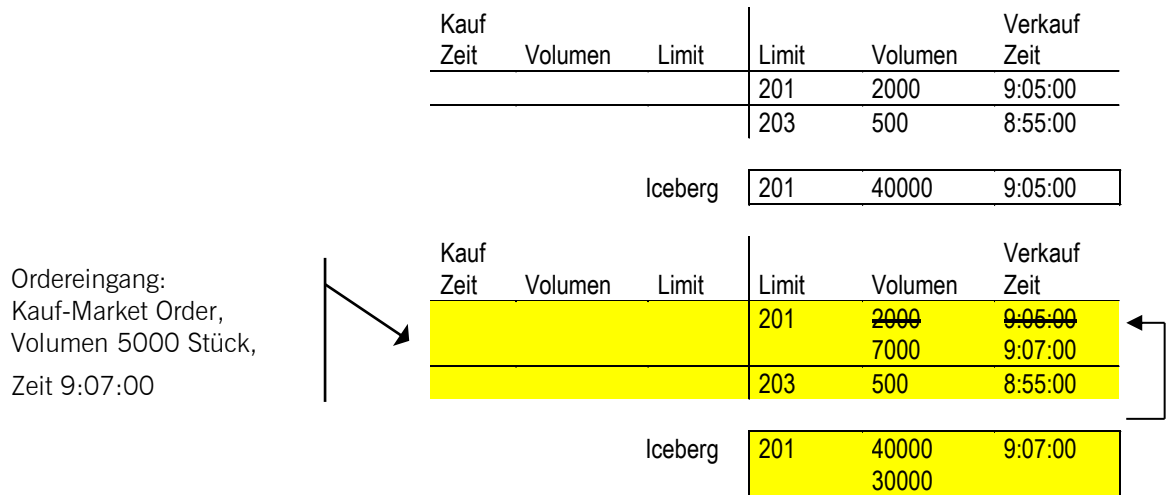 Kauf Verkauf
Zeit Volumen Limit Limit Volumen Zeit
201 2000 9:05:00
203 500 8:55:00
Iceberg 201 40000 9:05:00
Ordereingang:
Kauf-Market Order,
Volumen 5000 Stück,
Zeit 9:07:00
Kauf Verkauf
Zeit Volumen Limit Limit Volumen Zeit
201 2000 9:05:00
7000 9:07:00
203 500 8:55:00
Iceberg 201 40000 9:07:00
30000